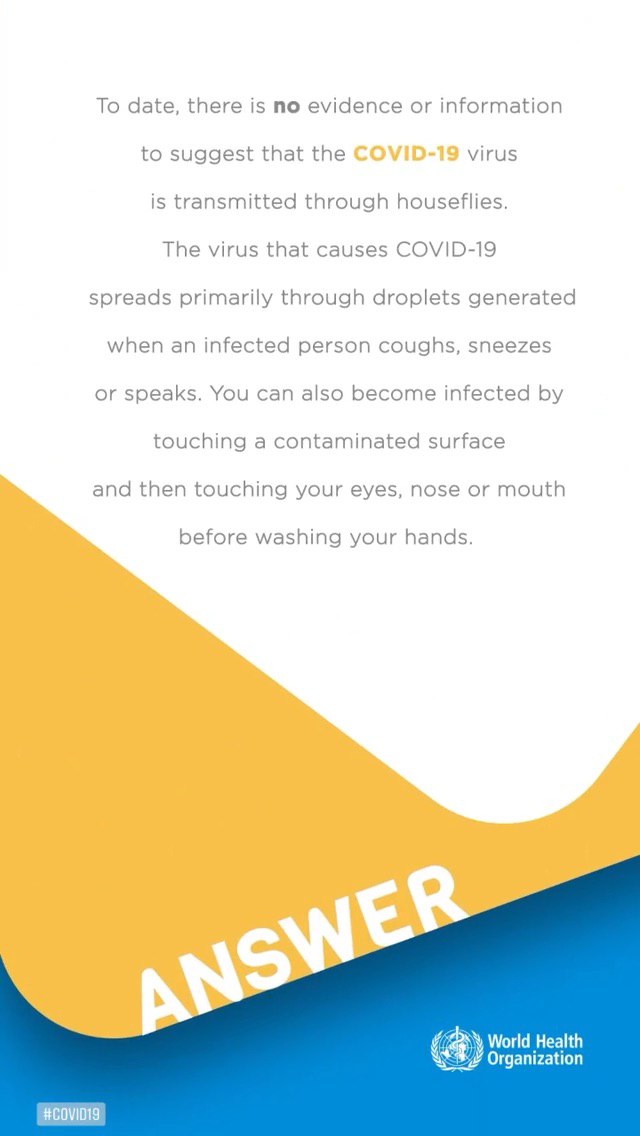 To date, there is no evidence or information
to suggest that the COVID-19 virus
is transmitted through houseflies.
The virus that causes COVID-19
spreads primarily through droplets generated
when an infected person coughs, sneezes
or speaks. You can also become infected by
touching a contaminated surface
and then touching your eyes, nose or mouth
before washing your hands.
ANSWER
World Health
Organization
#COVID19